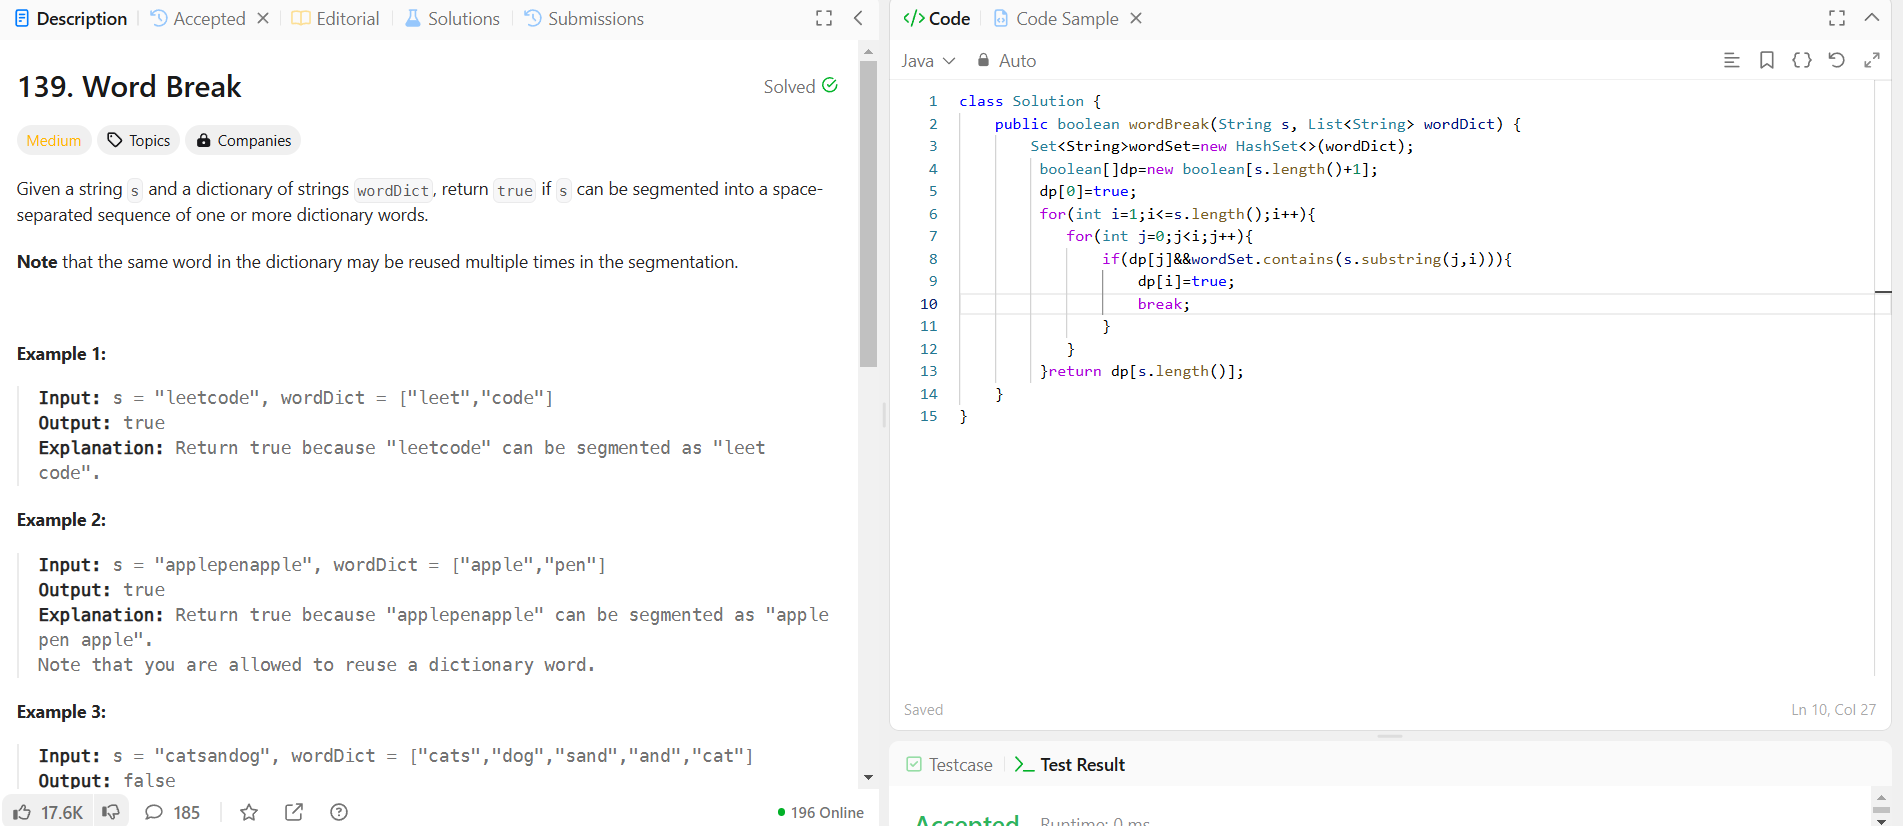 Description Accepted Editorial Solutions Submissions
139. Word Break
Solved
Medium Topics Companies
Given a string s and a dictionary of strings wordDict, return true if s can be segmented into a space-
separated sequence of one or more dictionary words.
Note that the same word in the dictionary may be reused multiple times in the segmentation.
Example 1:
Input: s = "leetcode", wordDict = ["leet","code"]
Output: true
Explanation: Return true because "leetcode" can be segmented as "leet
code".
Example 2:
Input: s = "applepenapple", wordDict = ["apple","pen"]
Output: true
Explanation: Return true because "applepenapple" can be segmented as "apple
pen apple".
Note that you are allowed to reuse a dictionary word.
Example 3:
Input: s = "catsandog", wordDict = ["cats","dog","sand","and","cat"]
Output: false
17.6K 185 196 Online
</> Code Code Sample
Java Auto
1 class Solution {
2 public boolean wordBreak(String s, List<String> wordDict) {
3 Set<String>wordSet=new HashSet<>(wordDict);
4 boolean[]dp=new boolean[s.length()+1];
5 dp[0]=true;
6 for(int i=1;i<=s.length();i++){
7 for(int j=0;j<i;j++){
8 if(dp[j]&&wordSet.contains(s.substring(j,i))){
9 dp[i]=true;
10 break;
11 }
12 }
13 }return dp[s.length()];
14 }
15 }
Saved
Ln 10, Col 27
Testcase >_ Test Result
Accepted Runtime: 0 ms